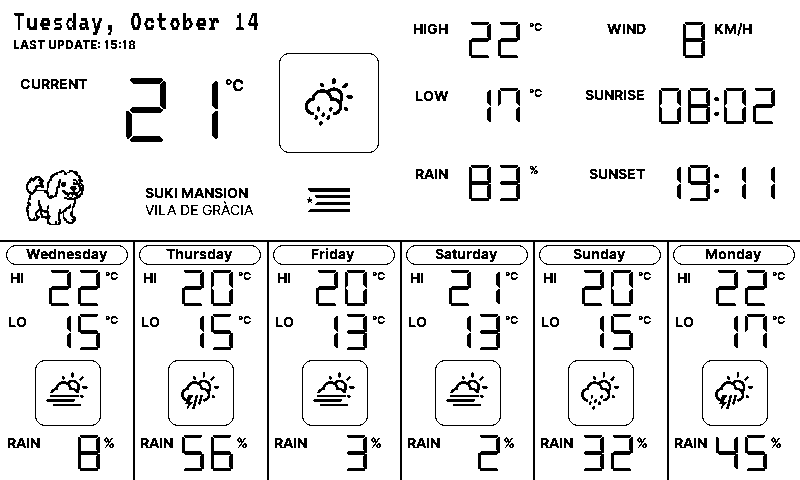 Tuesday, October 14
LAST UPDATE: 15:18
CURRENT 21 °C
HIGH 22 °C
LOW 17 °C
RAIN 83 %
WIND 8 KM/H
SUNRISE 08:02
SUNSET 19:11
SUKI MANSION
VILA DE GRÀCIA
Wednesday
HI 22 °C
LO 15 °C
RAIN 8 %
Thursday
HI 20 °C
LO 15 °C
RAIN 56 %
Friday
HI 20 °C
LO 13 °C
RAIN 3 %
Saturday
HI 21 °C
LO 13 °C
RAIN 2 %
Sunday
HI 20 °C
LO 15 °C
RAIN 32 %
Monday
HI 22 °C
LO 17 °C
RAIN 45 %